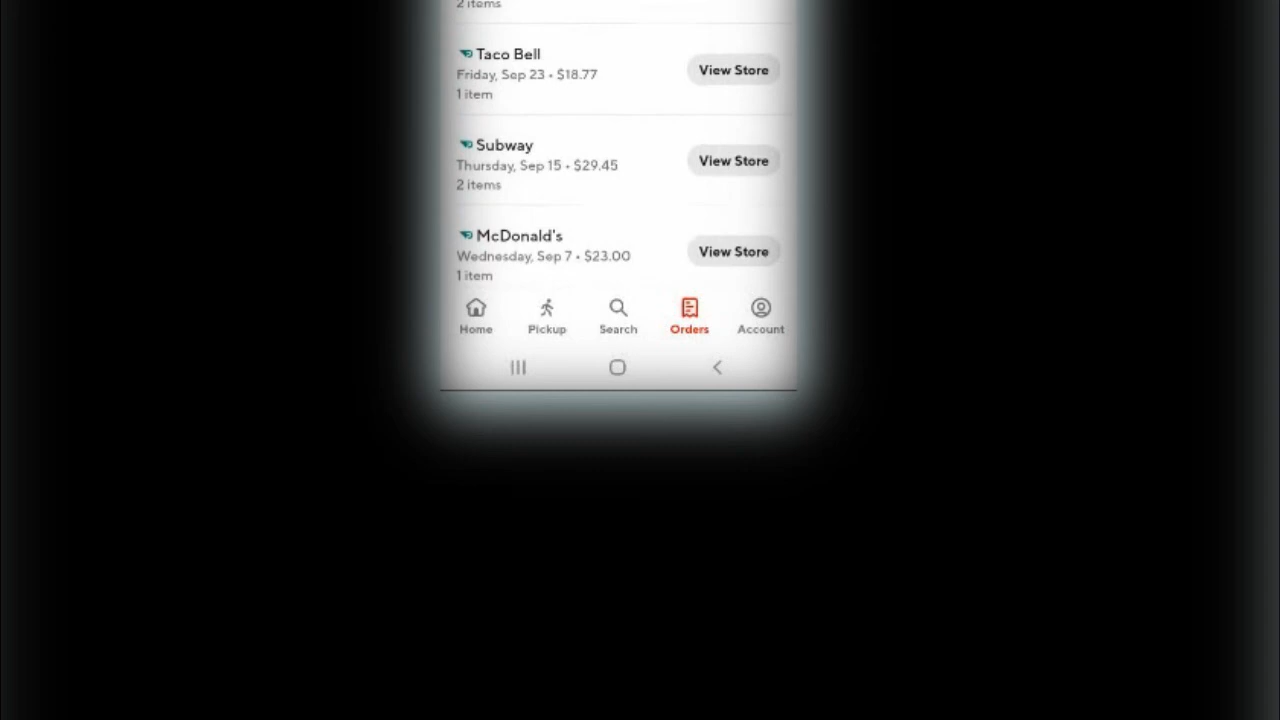 2 items
Taco Bell
Friday, Sep 23 • $18.77
View Store
1 item
Subway
Thursday, Sep 15 • $29.45
View Store
2 items
McDonald's
Wednesday, Sep 7 • $23.00
View Store
1 item
Home Pickup Search Orders Account